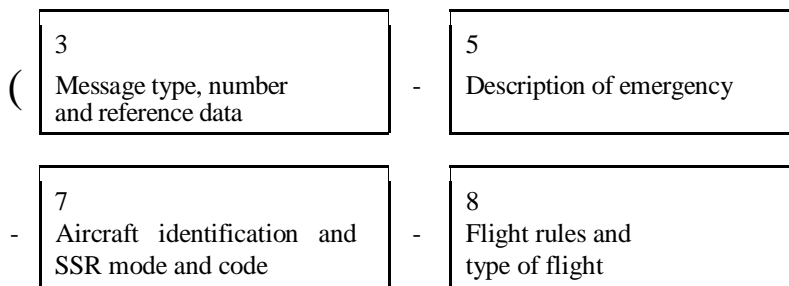 3 5
( Message type, number - Description of emergency
and reference data
7 8
- Aircraft identification and - Flight rules and
SSR mode and code type of flight